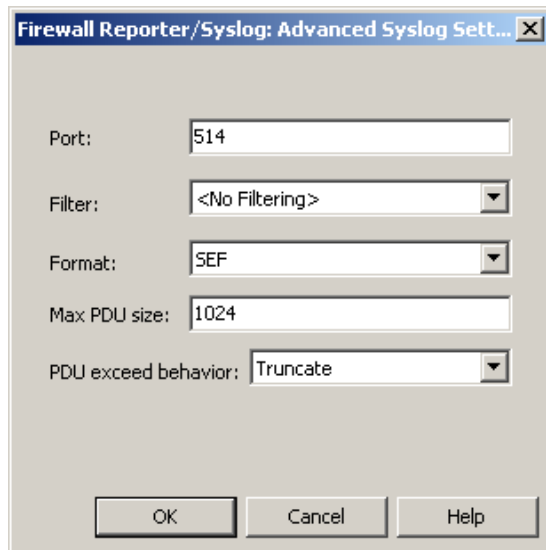 Firewall Reporter/Syslog: Advanced Syslog Sett...
Port: 514
Filter: <No Filtering>
Format: SEF
Max PDU size: 1024
PDU exceed behavior: Truncate
OK Cancel Help